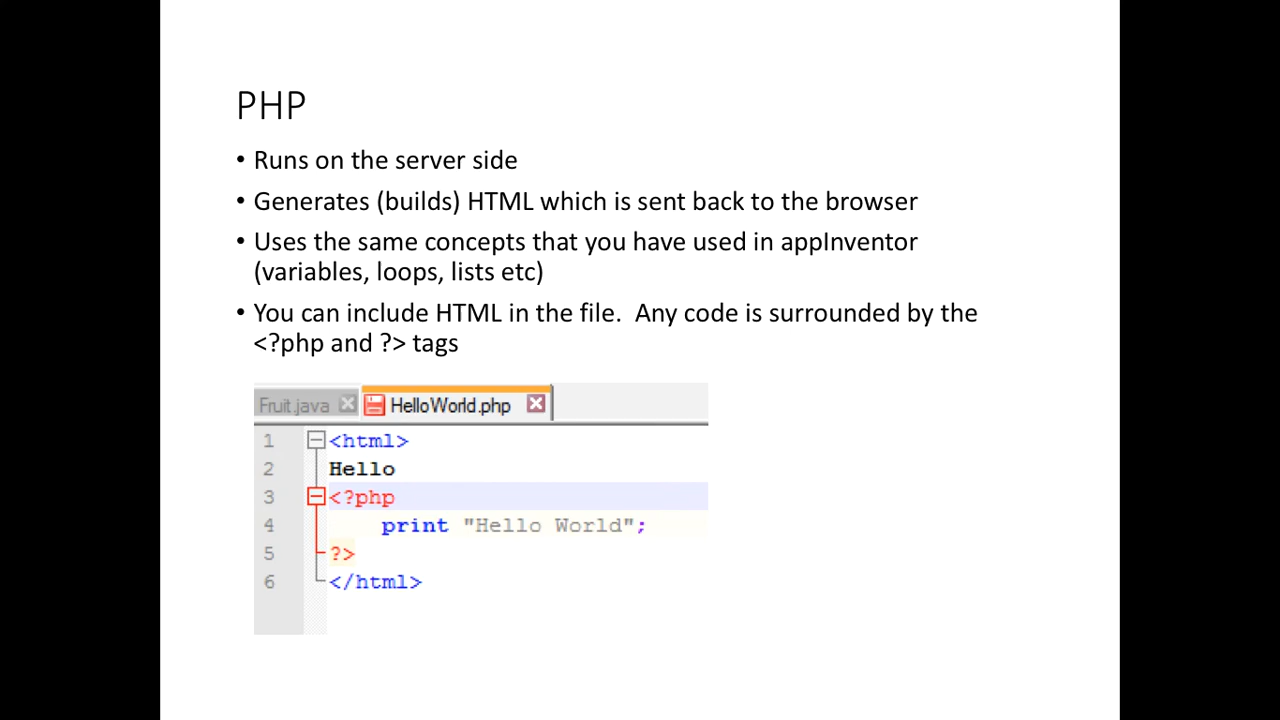 PHP
• Runs on the server side
• Generates (builds) HTML which is sent back to the browser
• Uses the same concepts that you have used in appInventor
(variables, loops, lists etc)
• You can include HTML in the file.  Any code is surrounded by the
<?php and ?> tags
Fruit.java HelloWorld.php
1 <html>
2 Hello
3 <?php
4 print "Hello World";
5 ?>
6 </html>